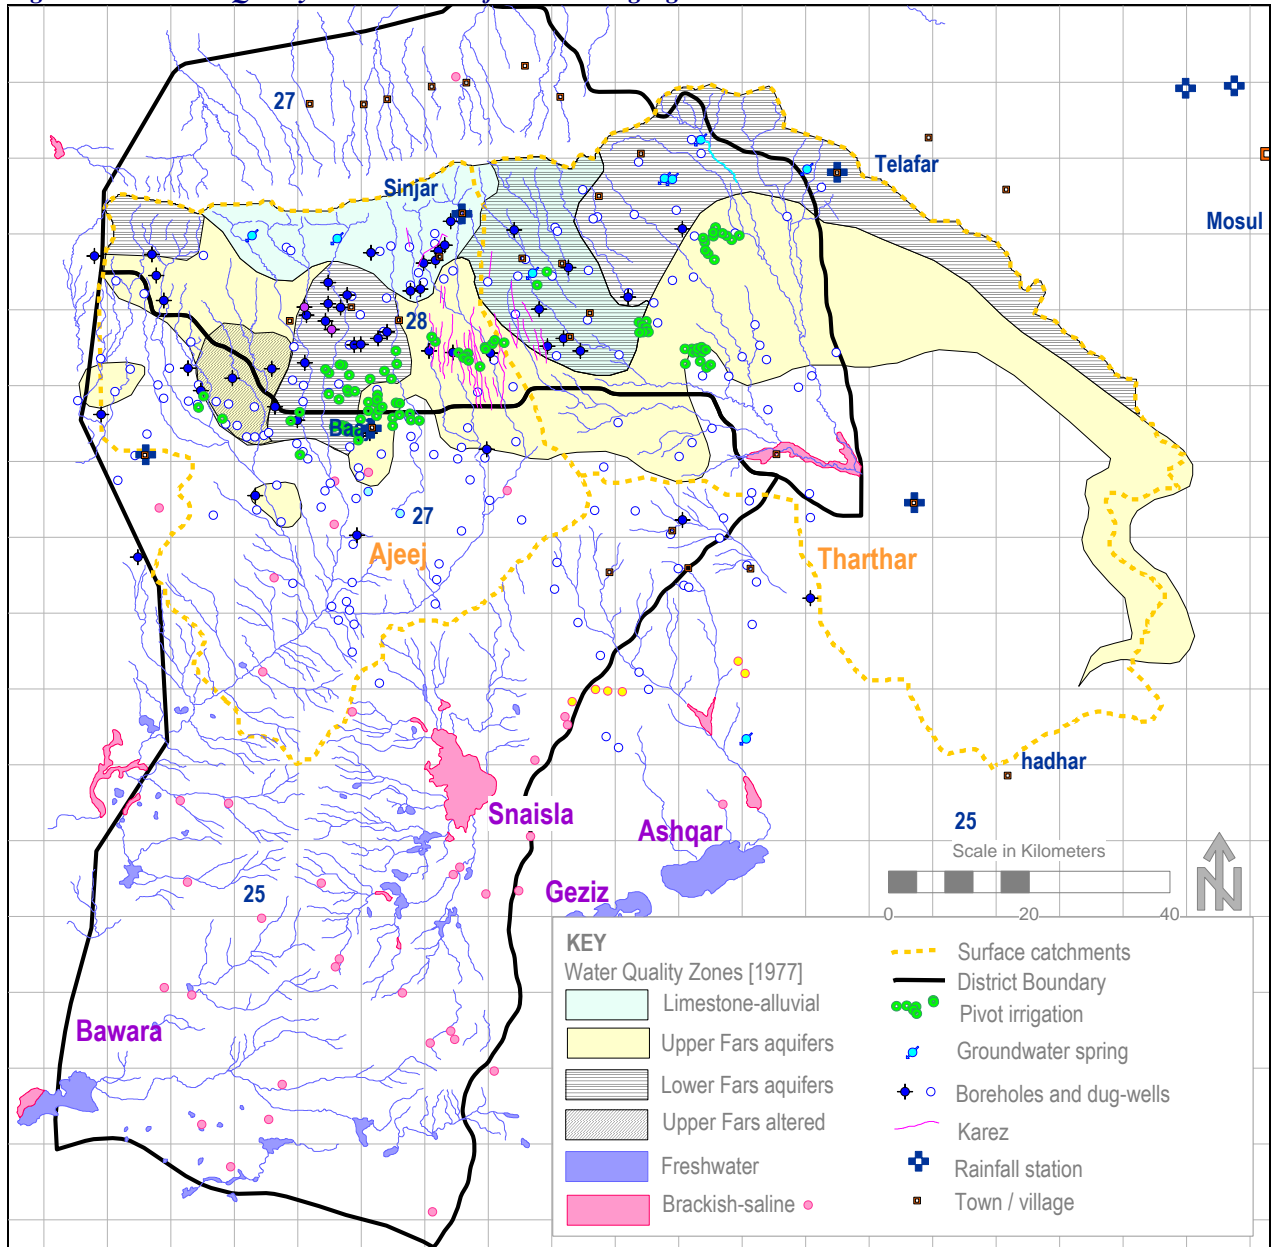 27
Telafar
Sinjar
Mosul
28
Baa
27
Ajeej
Tharthar
hadhar
Snaisla
25
Ashqar
Scale in Kilometers
25
Geziz
0 20 40
KEY
Water Quality Zones [1977]
Limestone-alluvial
Upper Fars aquifers
Lower Fars aquifers
Upper Fars altered
Freshwater
Brackish-saline
Surface catchments
District Boundary
Pivot irrigation
Groundwater spring
Boreholes and dug-wells
Karez
Rainfall station
Town / village
Bawara
N